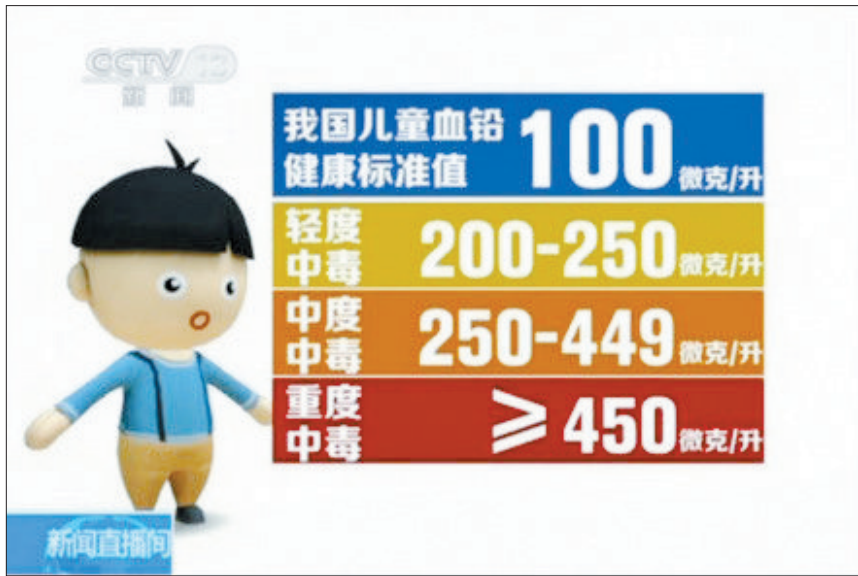 CCTV 13
新闻
我国儿童血铅
健康标准值 100 微克/升
轻度
中毒 200-250 微克/升
中度
中毒 250-449 微克/升
重度
中毒 ≥450 微克/升
新闻直播间